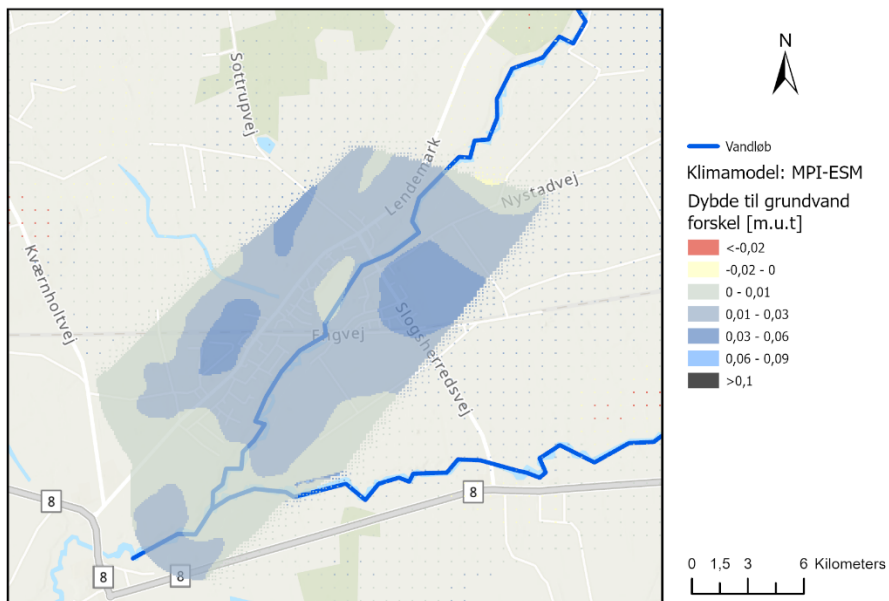 Sottrupvej
Lendemark
Nystadvej
Kværnholtvej
Engvej
Slogsherredsvej
8
8
8
8
N
Vandløb
Klimamodel: MPI-ESM
Dybde til grundvand
forskel [m.u.t]
<-0,02
-0,02 - 0
0 - 0,01
0,01 - 0,03
0,03 - 0,06
0,06 - 0,09
>0,1
0 1,5 3 6 Kilometers